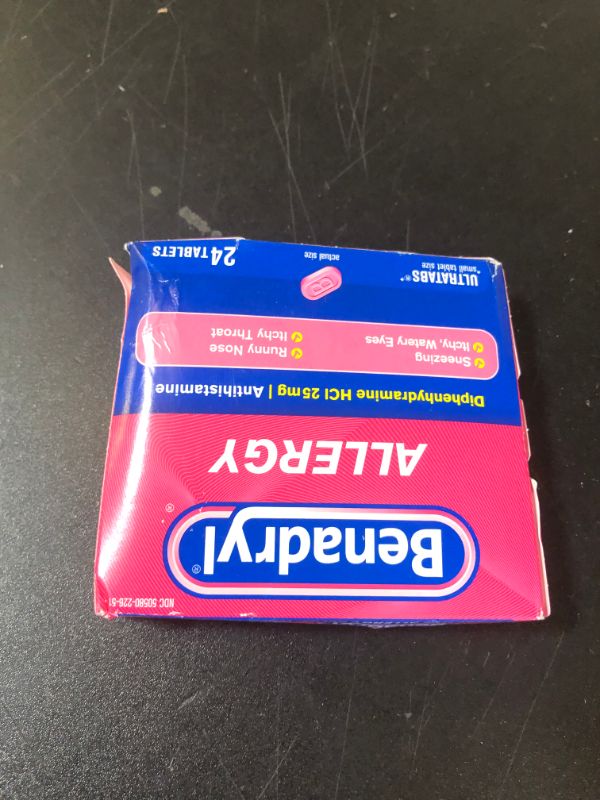 NDC 50580-226-51
Benadryl®
®
ALLERGY
Diphenhydramine HCl 25mg | Antihistamine
Sneezing
Runny Nose
Itchy, Watery Eyes
Itchy Throat
ULTRATABS®*
*small tablet size
B
actual size
24 TABLETS